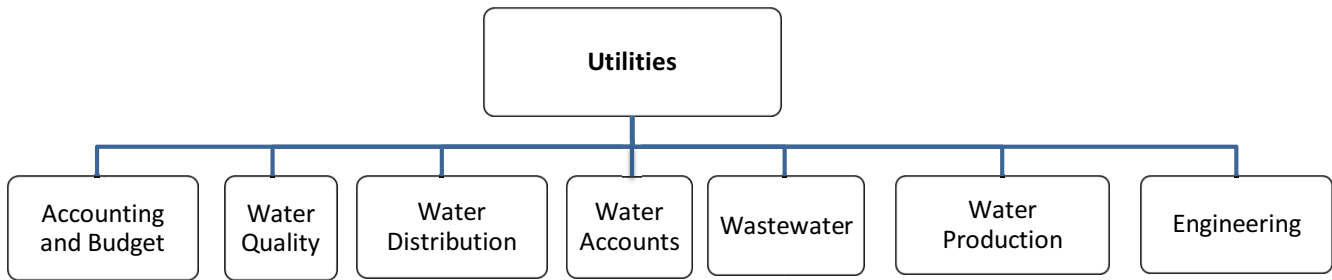 Utilities
Accounting
and Budget
Water
Quality
Water
Distribution
Water
Accounts
Wastewater
Water
Production
Engineering